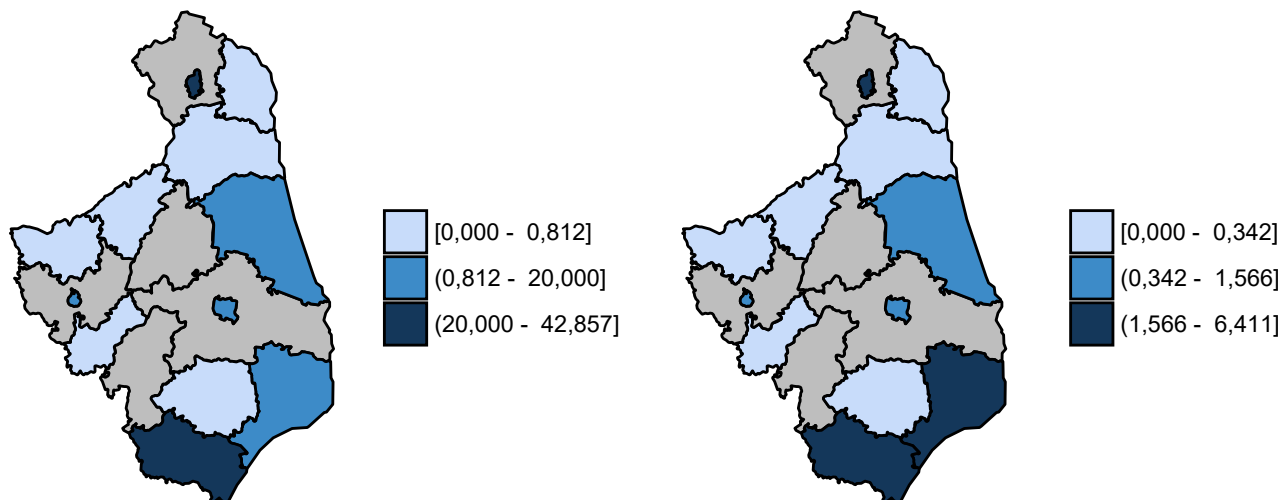 [0,000 - 0,812]
(0,812 - 20,000]
(20,000 - 42,857]
[0,000 - 0,342]
(0,342 - 1,566]
(1,566 - 6,411]